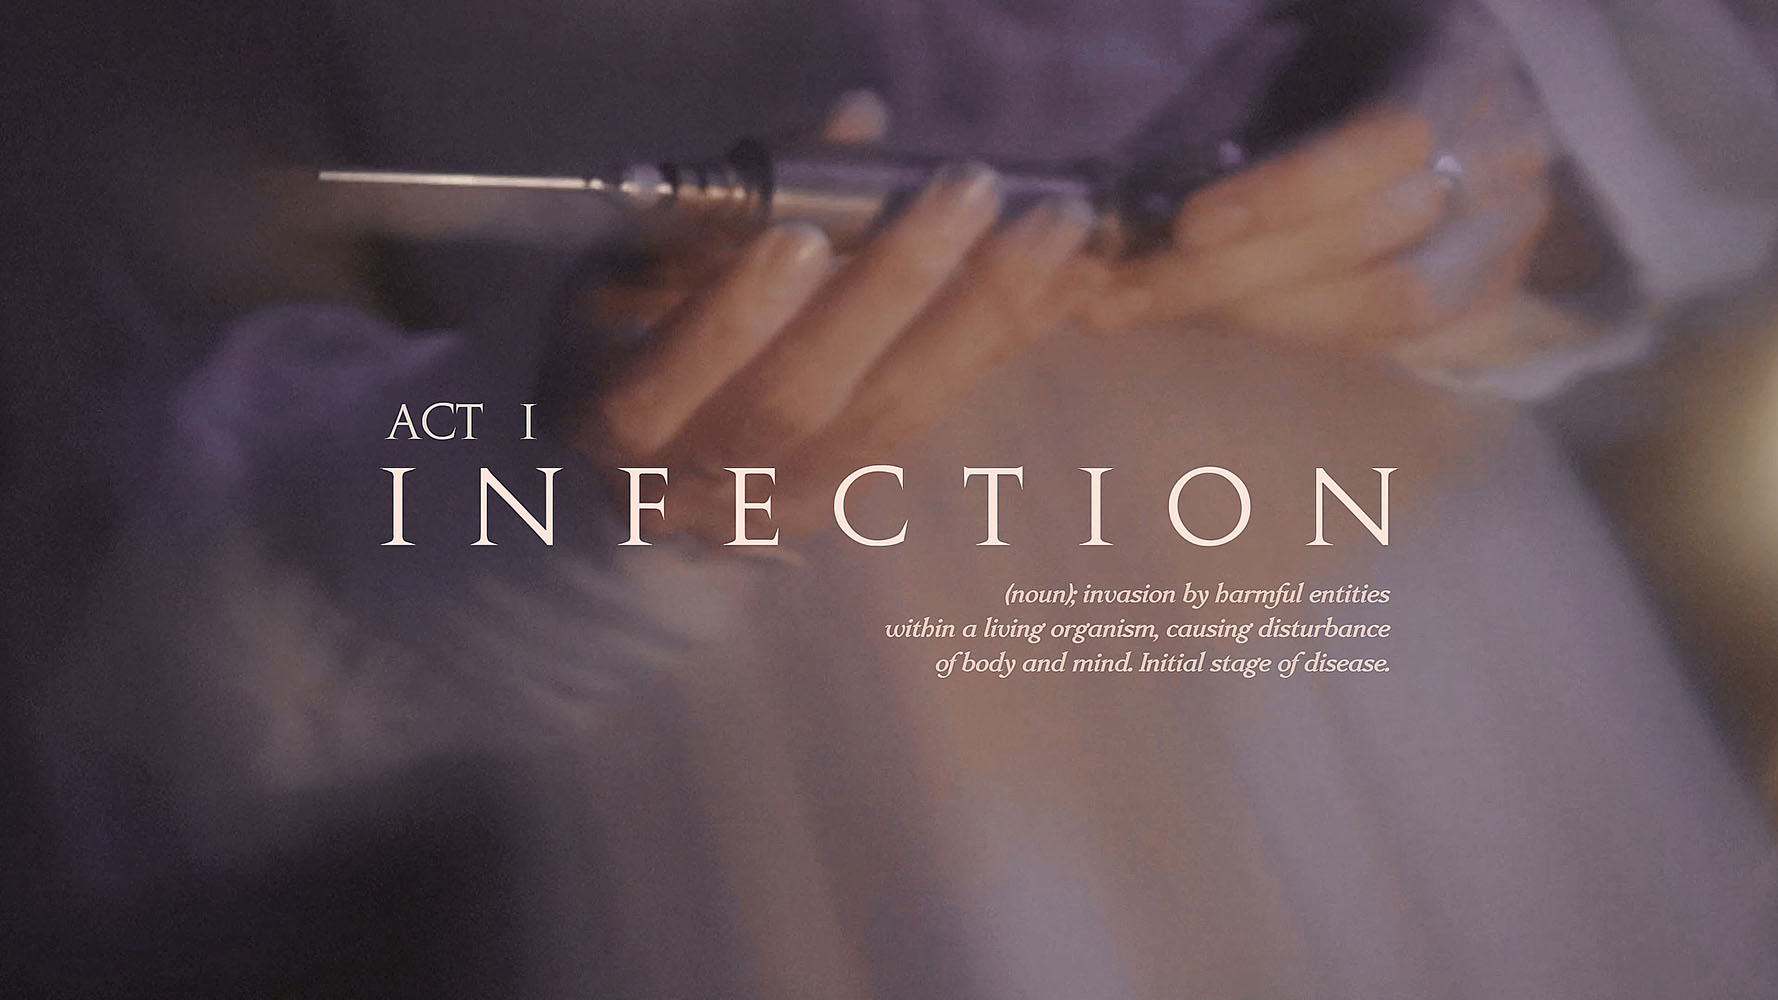 ACT I
INFECTION
(noun); invasion by harmful entities
within a living organism, causing disturbance
of body and mind. Initial stage of disease.